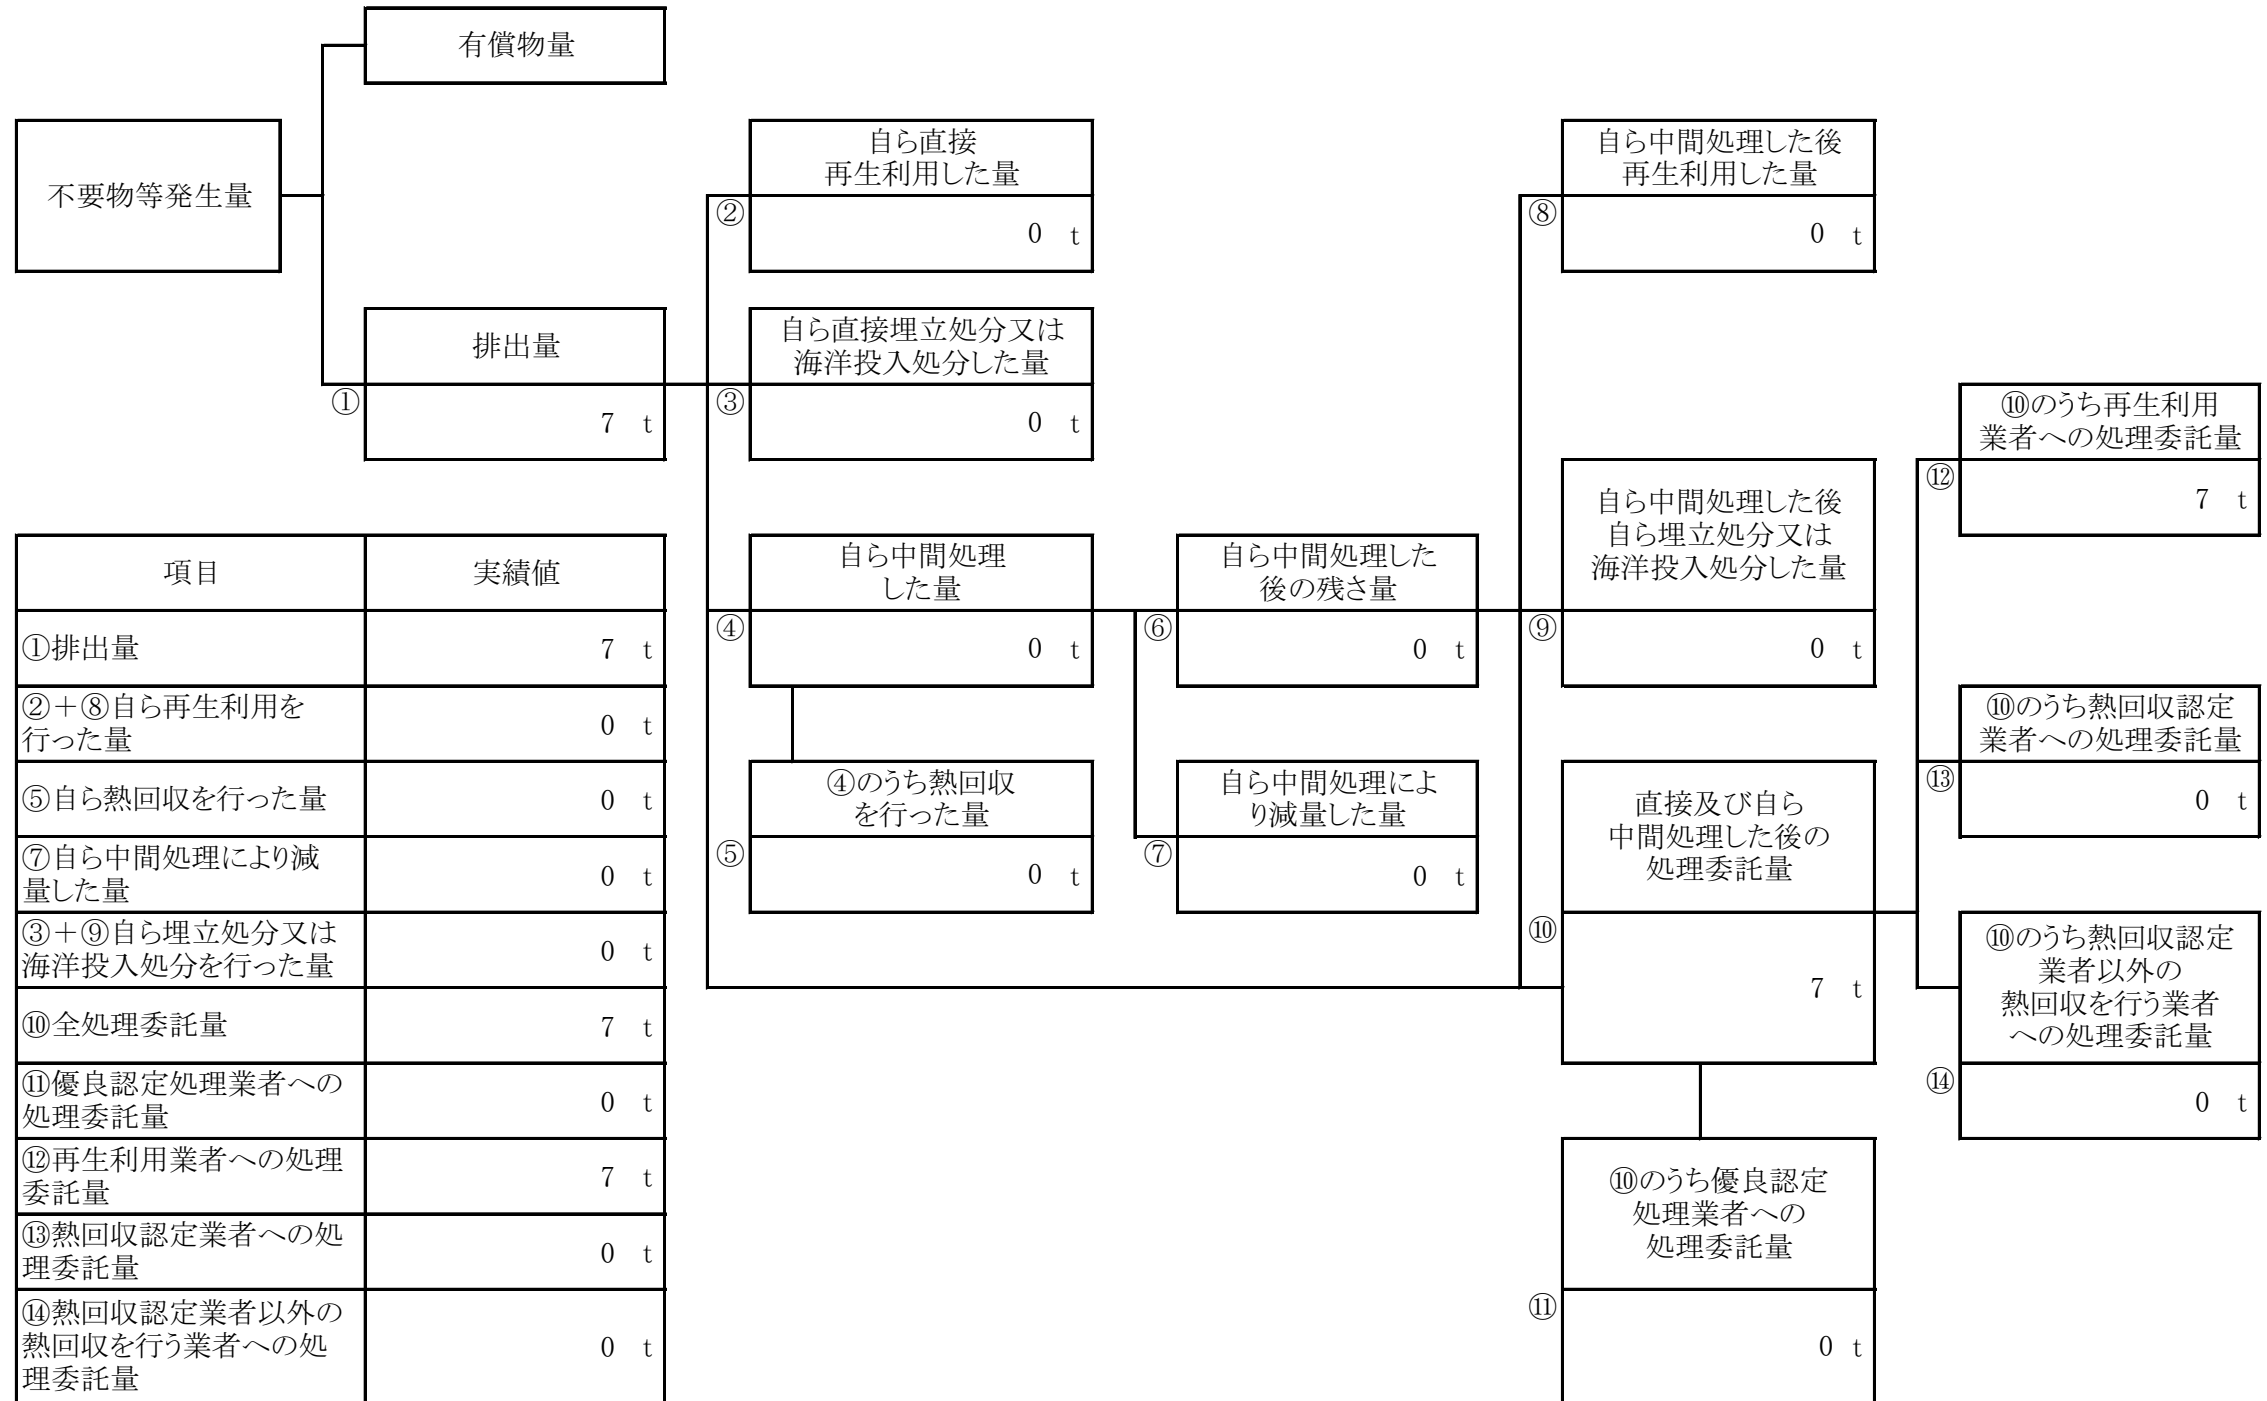 有償物量
不要物等発生量
排出量
①
7 t
自ら直接
再生利用した量
②
0 t
自ら直接埋立処分又は
海洋投入処分した量
③
0 t
自ら中間処理
した量
④
0 t
④のうち熱回収
を行った量
⑤
0 t
自ら中間処理した
後の残さ量
⑥
0 t
自ら中間処理によ
り減量した量
⑦
0 t
自ら中間処理した後
再生利用した量
⑧
0 t
自ら中間処理した後
自ら埋立処分又は
海洋投入処分した量
⑨
0 t
直接及び自ら
中間処理した後の
処理委託量
⑩
7 t
⑩のうち優良認定
処理業者への
処理委託量
⑪
0 t
⑩のうち再生利用
業者への処理委託量
⑫
7 t
⑩のうち熱回収認定
業者への処理委託量
⑬
0 t
⑩のうち熱回収認定
業者以外の
熱回収を行う業者
への処理委託量
⑭
0 t
項目 実績値
①排出量 7 t
②+⑧自ら再生利用を
行った量 0 t
⑤自ら熱回収を行った量 0 t
⑦自ら中間処理により減
量した量 0 t
③+⑨自ら埋立処分又は
海洋投入処分を行った量 0 t
⑩全処理委託量 7 t
⑪優良認定処理業者への
処理委託量 0 t
⑫再生利用業者への処理
委託量 7 t
⑬熱回収認定業者への処
理委託量 0 t
⑭熱回収認定業者以外の
熱回収を行う業者への処
理委託量 0 t